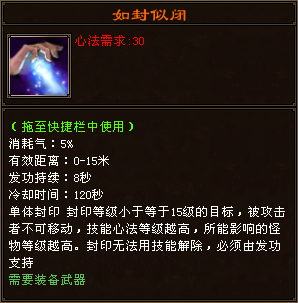 如封似闭
心法需求:30
（拖至快捷栏中使用）
消耗气：5%
有效距离：0-15米
发功持续：8秒
冷却时间：120秒
单体封印 封印等级小于等于15级的目标，被攻击
者不可移动，技能心法等级越高，所能影响的怪
物等级越高。封印无法用技能解除，必须由发功
支持
需要装备武器